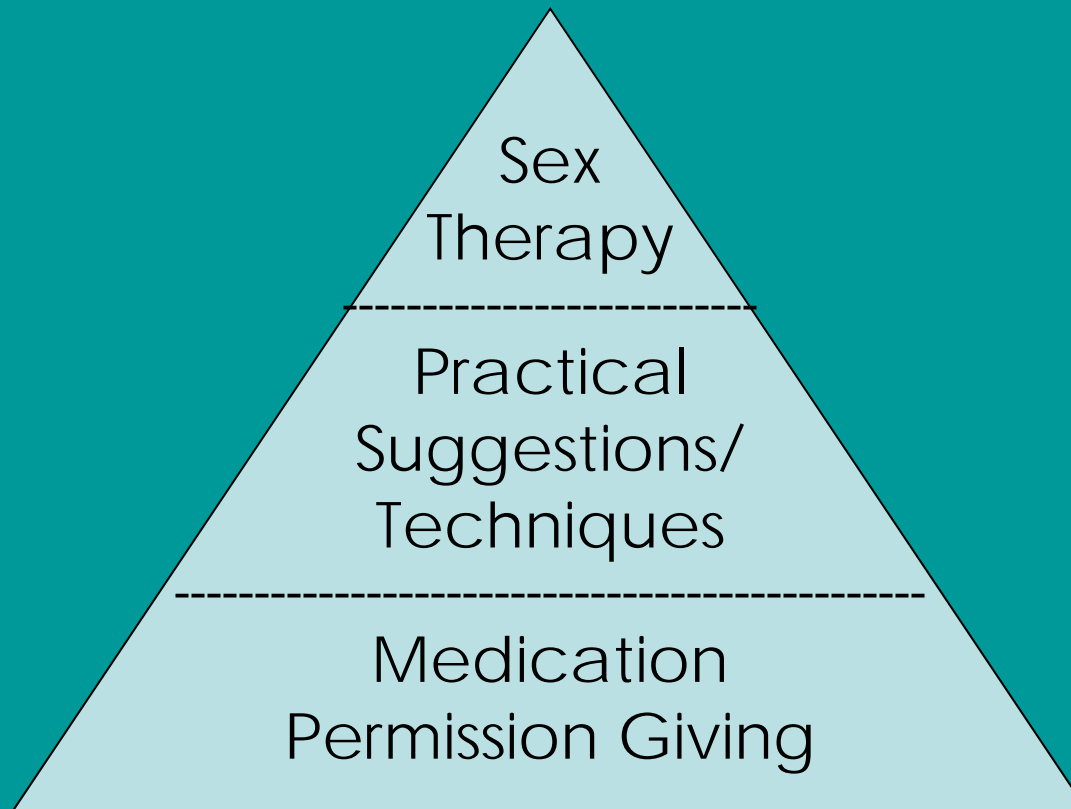 Sex
Therapy
Practical
Suggestions/
Techniques
Medication
Permission Giving